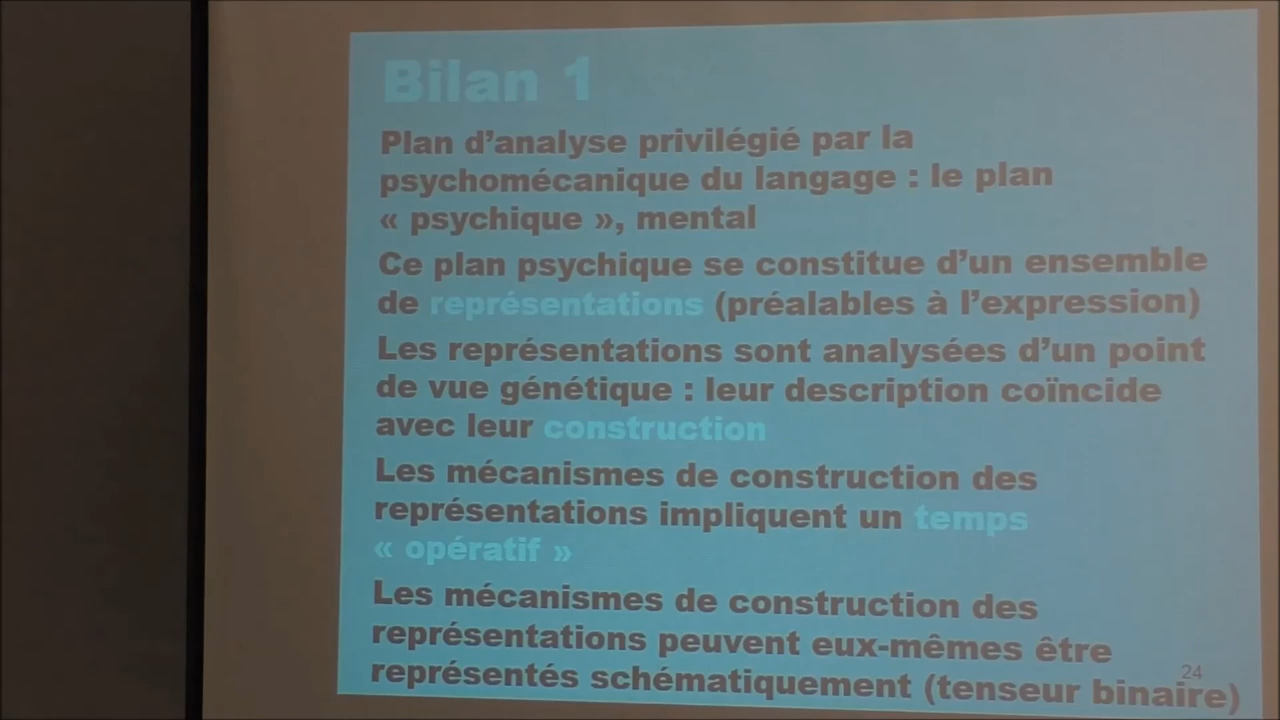 Bilan 1
Plan d’analyse privilégié par la
psychomécanique du langage : le plan
« psychique », mental
Ce plan psychique se constitue d’un ensemble
de représentations (préalables à l’expression)
Les représentations sont analysées d’un point
de vue génétique : leur description coïncide
avec leur construction
Les mécanismes de construction des
représentations impliquent un temps
« opératif »
Les mécanismes de construction des
représentations peuvent eux-mêmes être
représentés schématiquement (tenseur binaire)
24